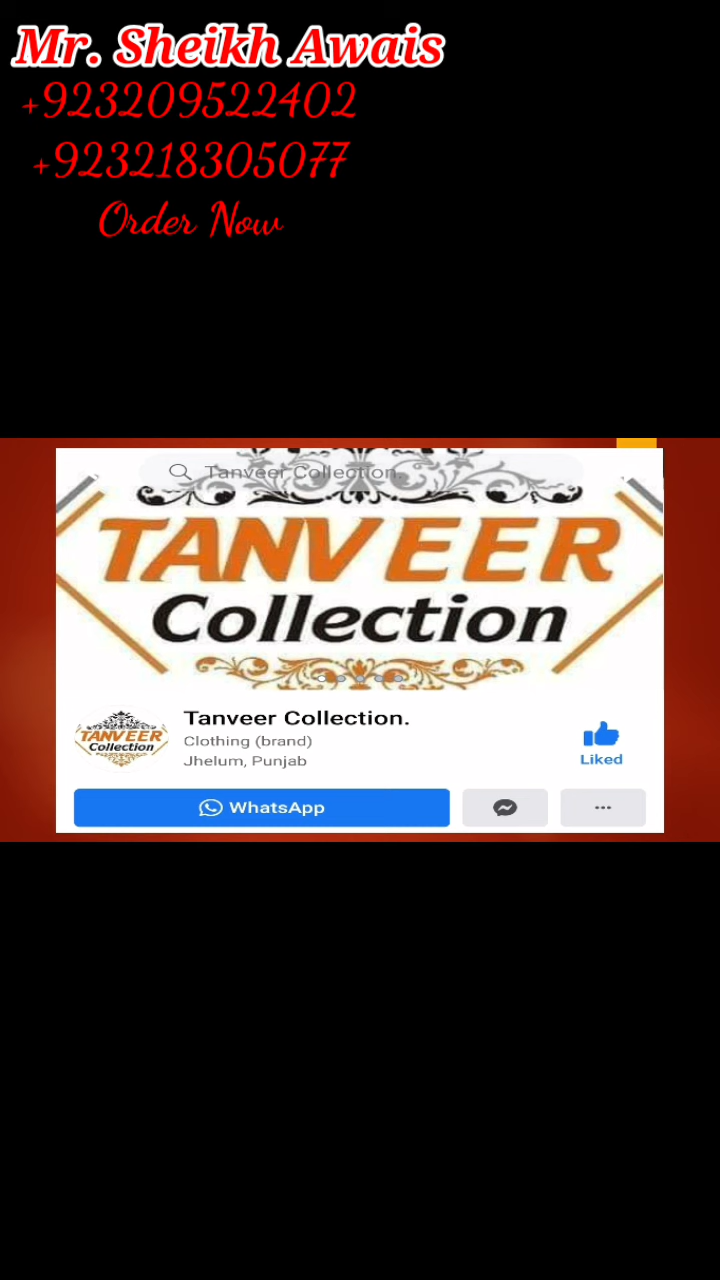 Mr. Sheikh Awais
+923209522402
+923218305077
Order Now
Tanveer Collection.
TANVEER
Collection
TANVEER
Collection
Tanveer Collection.
Clothing (brand)
Jhelum, Punjab
Liked
WhatsApp